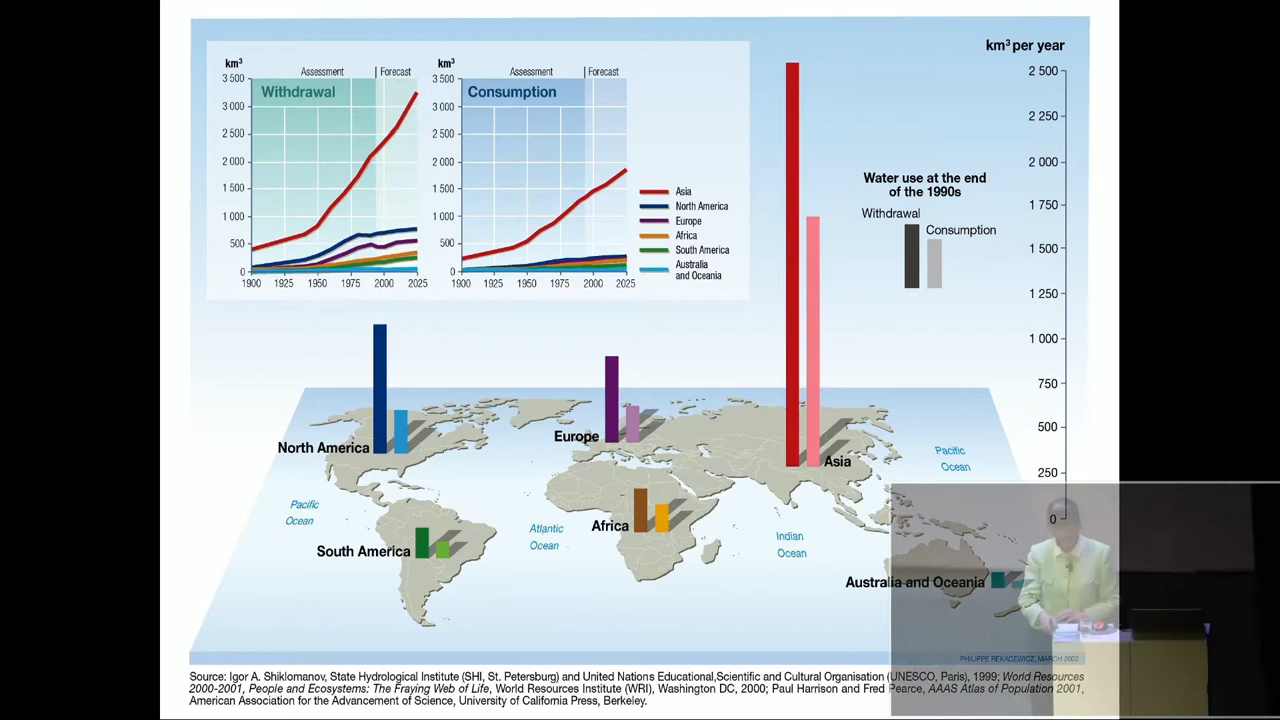 km³ per year
2 500
2 250
2 000
1 750
1 500
1 250
1 000
750
500
250
0
km³
Assessment
Forecast
Withdrawal
3 500
3 000
2 500
2 000
1 500
1 000
500
0
1900 1925 1950 1975 2000 2025
km³
Assessment
Forecast
Consumption
3 500
3 000
2 500
2 000
1 500
1 000
500
0
1900 1925 1950 1975 2000 2025
Asia
North America
Europe
Africa
South America
Australia
and Oceania
Water use at the end
of the 1990s
Withdrawal
Consumption
North America
Europe
Asia
Pacific
Ocean
Pacific
Ocean
Atlantic
Ocean
Africa
Indian
Ocean
South America
Australia and Oceania
PHILIPPE REKACEWICZ, MARCH 2002
Source: Igor A. Shiklomanov, State Hydrological Institute (SHI, St. Petersburg) and United Nations Educational,Scientific and Cultural Organisation (UNESCO, Paris), 1999; World Resources
2000-2001, People and Ecosystems: The Fraying Web of Life, World Resources Institute (WRI), Washington DC, 2000; Paul Harrison and Fred Pearce, AAAS Atlas of Population 2001,
American Association for the Advancement of Science, University of California Press, Berkeley.